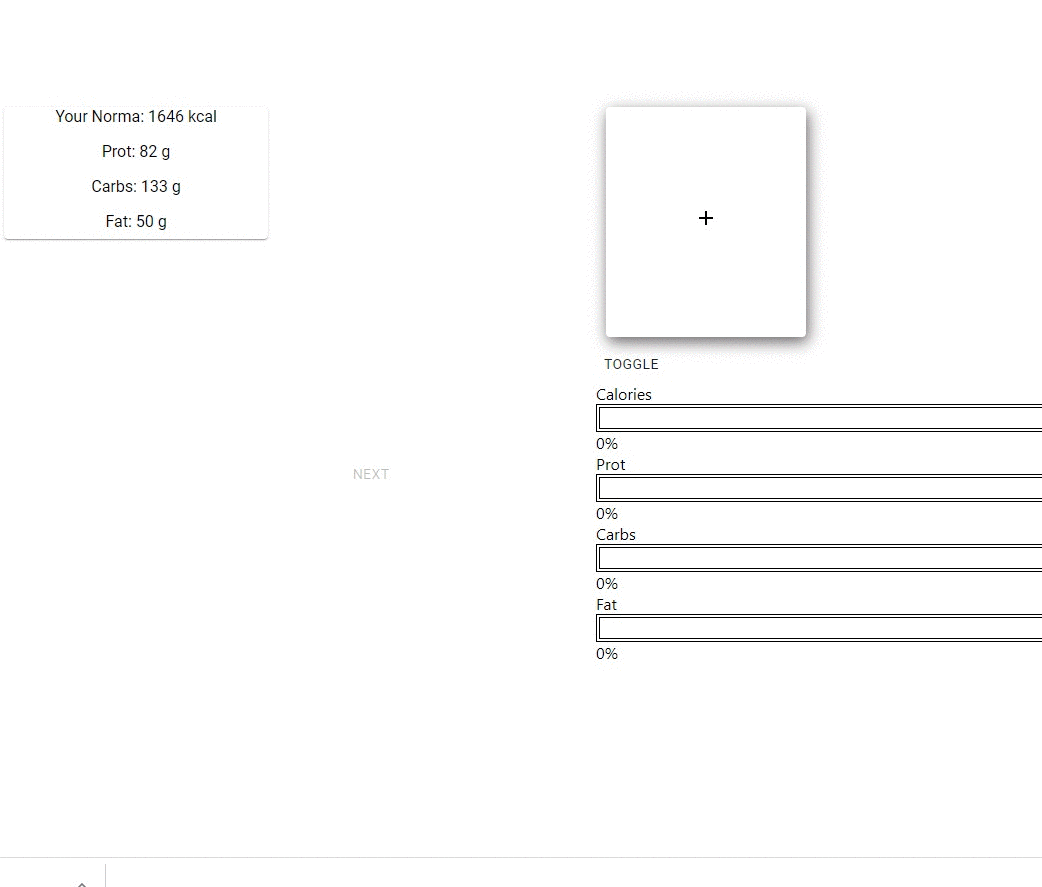 Your Norma: 1646 kcal
Prot: 82 g
Carbs: 133 g
Fat: 50 g
NEXT
+
TOGGLE
Calories
0%
Prot
0%
Carbs
0%
Fat
0%